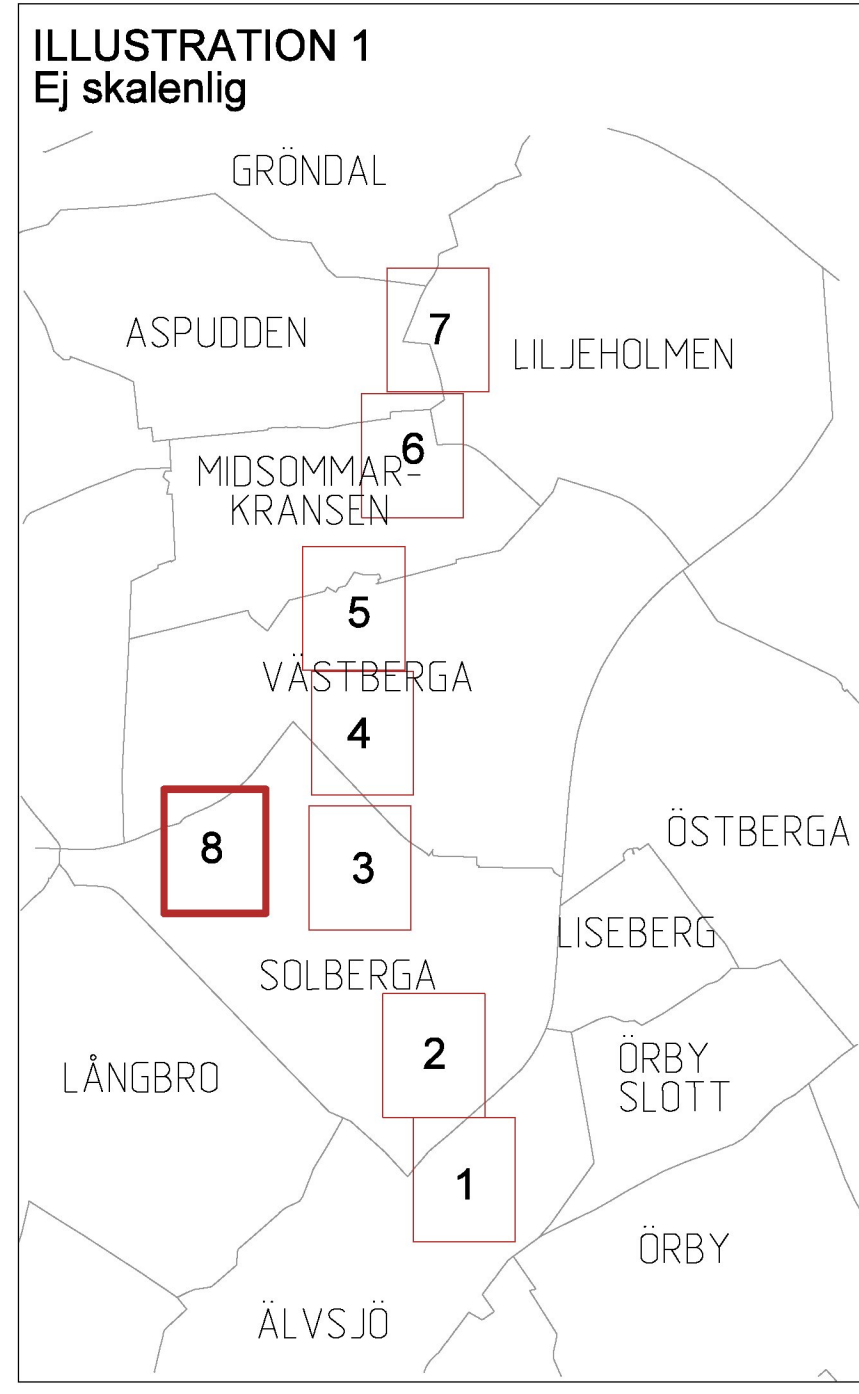 ILLUSTRATION 1
Ej skalenlig
GRÖNDAL
7
ASPUDDEN
LILJEHOLMEN
6
MIDSOMMAR-
KRANSEN
5
VÄSTBERGA
4
8
3
ÖSTBERGA
LISEBERG
SOLBERGA
2
ÖRBY
SLOTT
LÅNGBRO
1
ÖRBY
ÄLVSJÖ